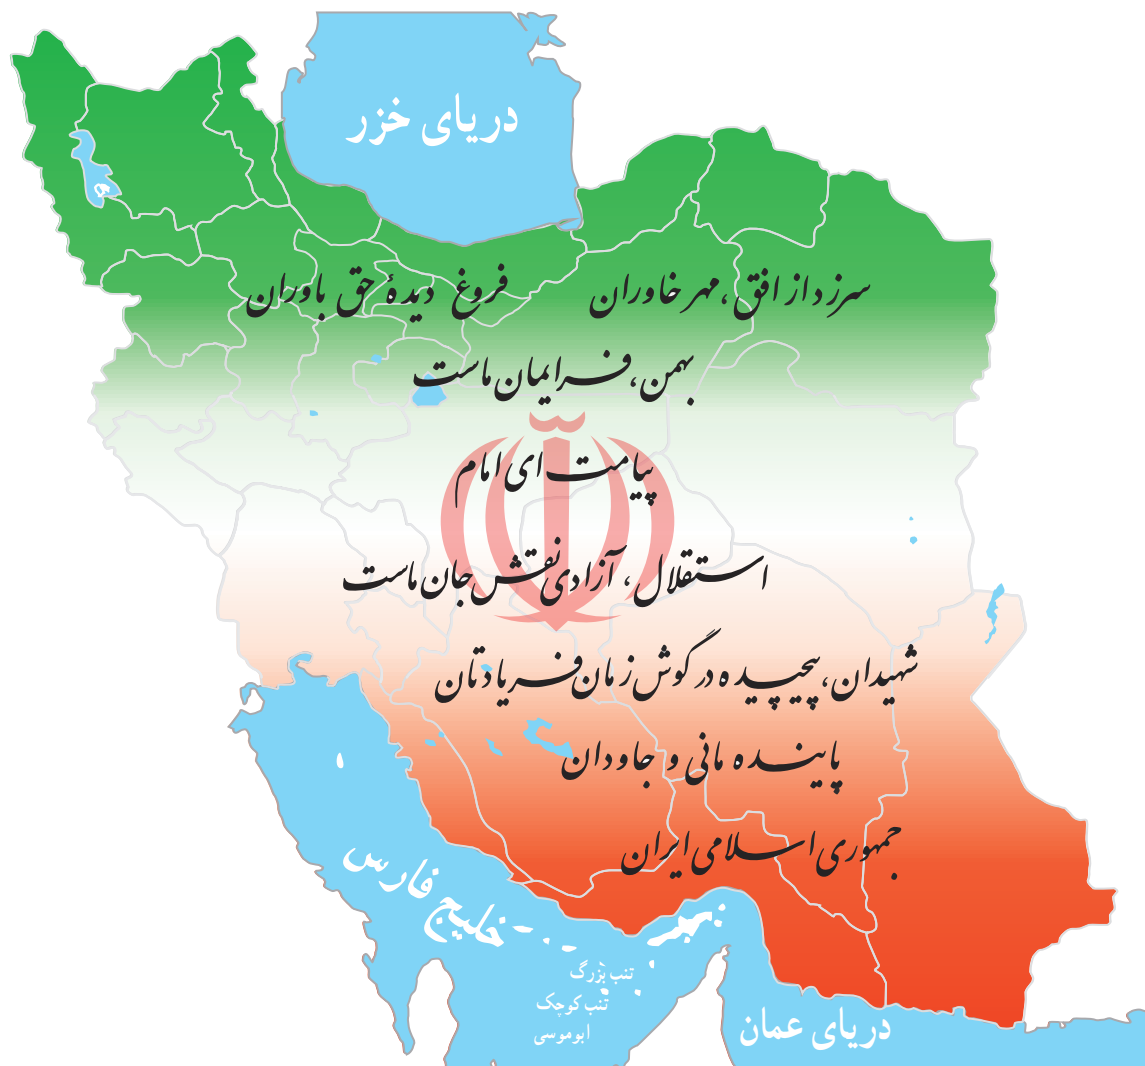 دریای خزر
سر زد از افق، مهر خاوران فروغ دیدهٔ حق باوران
بهمن، فر ایمان ماست
پیامت ای امام
استقلال، آزادی نقش جان ماست
شهیدان، پیچیده در گوش زمان فریادتان
پاینده مانی و جاودان
جمهوری اسلامی ایران
خلیج فارس
تنب بزرگ
تنب کوچک
ابوموسی
دریای عمان